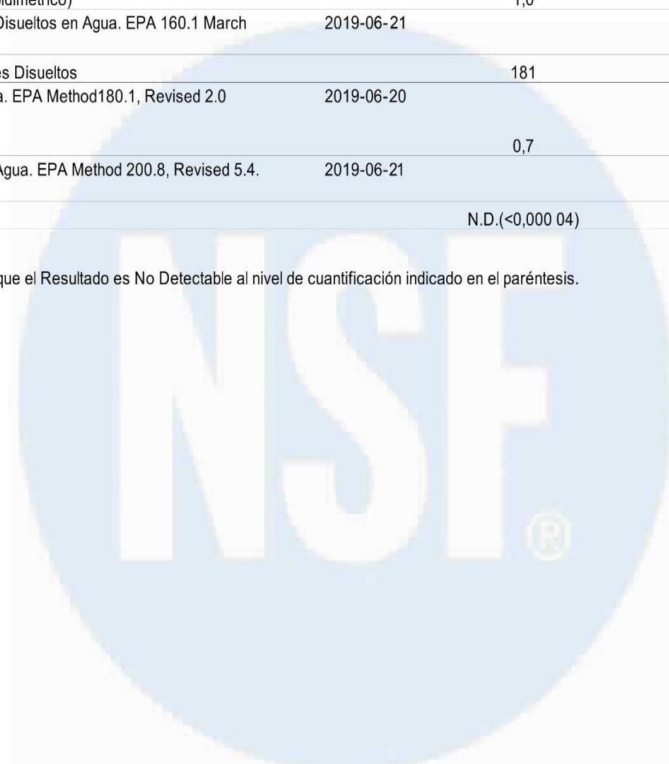 Disueltos en Agua. EPA 160.1 March 2019-06-21
es Disueltos 181
a. EPA Method180.1, Revised 2.0 2019-06-20
0,7
Agua. EPA Method 200.8, Revised 5.4. 2019-06-21
N.D.(<0,000 04)
que el Resultado es No Detectable al nivel de cuantificación indicado en el paréntesis.
NSF®